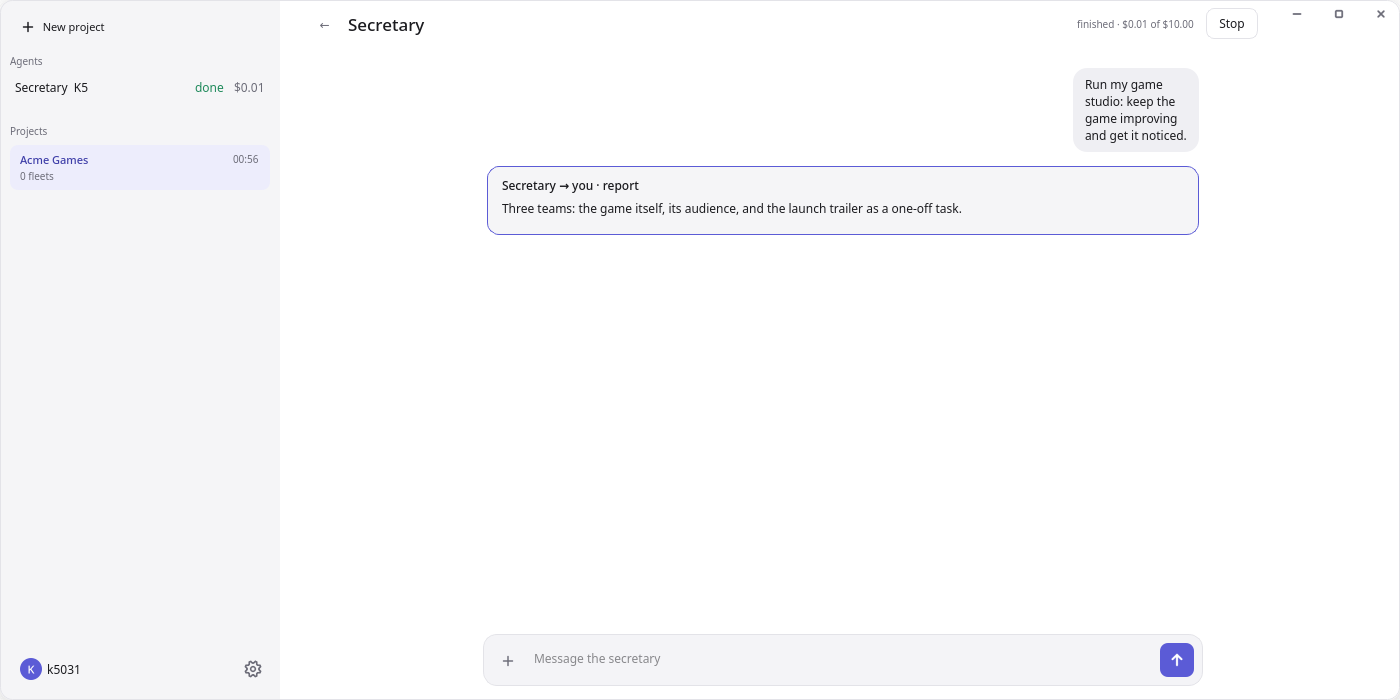 New project
Agents
Secretary K5 done $0.01
Projects
Acme Games 00:56
0 fleets
k5031
← Secretary
finished · $0.01 of $10.00 Stop
Run my game
studio: keep the
game improving
and get it noticed.
Secretary → you · report
Three teams: the game itself, its audience, and the launch trailer as a one-off task.
Message the secretary
K